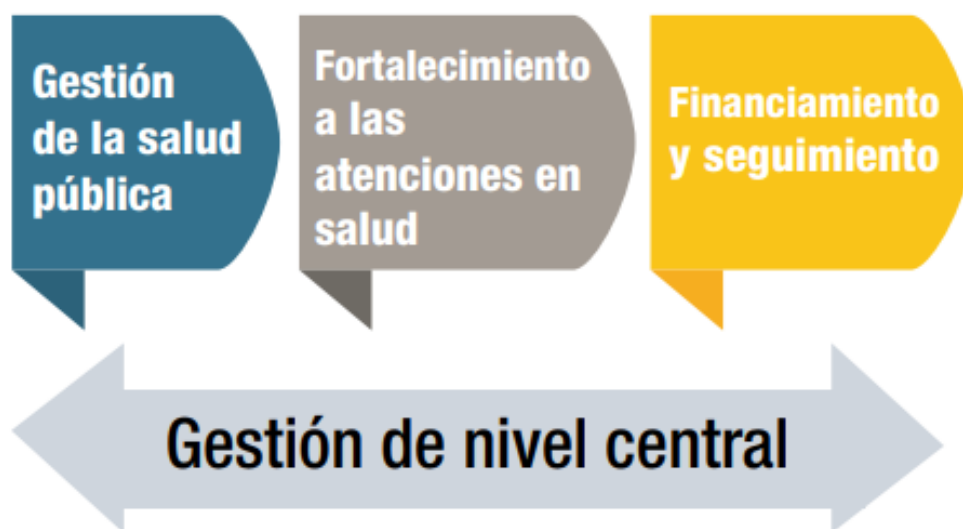 Gestión
de la salud
pública
Fortalecimiento
a las
atenciones en
salud
Financiamiento
y seguimiento
Gestión de nivel central